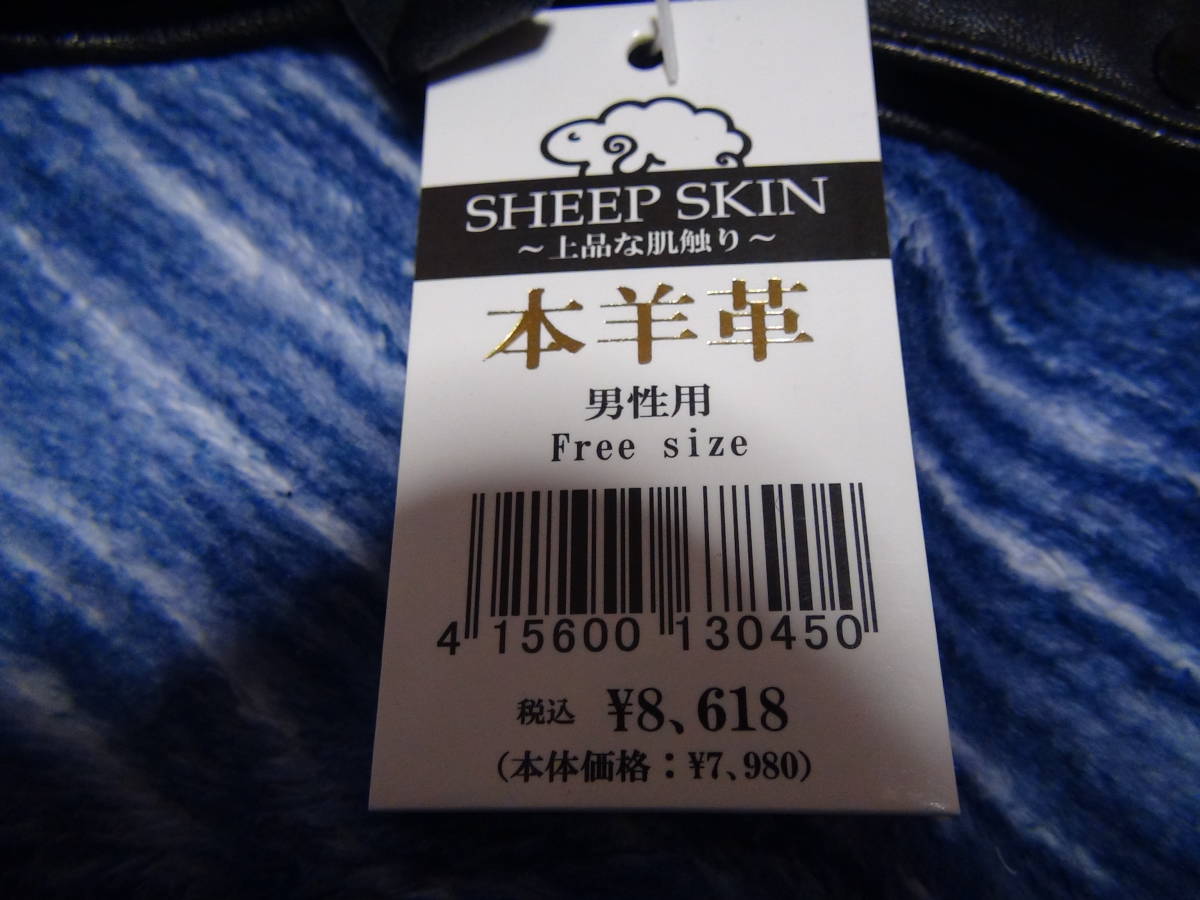 SHEEP SKIN
～上品な肌触り～
本羊革
男性用
Free size
4 15600 130450
税込 ¥8、618
（本体価格：¥7、980）